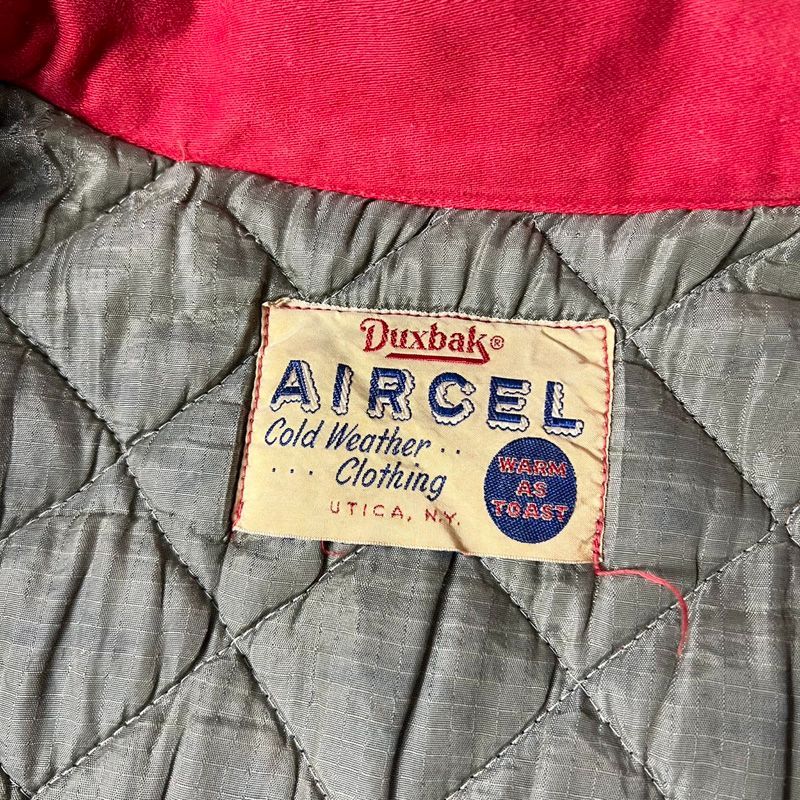 Duxbak®
AIRCEL
Cold Weather ..
... Clothing
UTICA, N.Y.
WARM
AS
TOAST